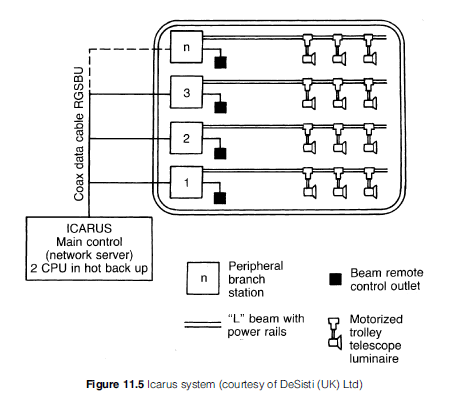 n
3
2
1
Coax data cable RGSBU
ICARUS
Main control
(network server)
2 CPU in hot back up
n
Peripheral
branch
station
Beam remote
control outlet
“L” beam with
power rails
Motorized
trolley
telescope
luminaire
Figure 11.5 Icarus system (courtesy of DeSisti (UK) Ltd)